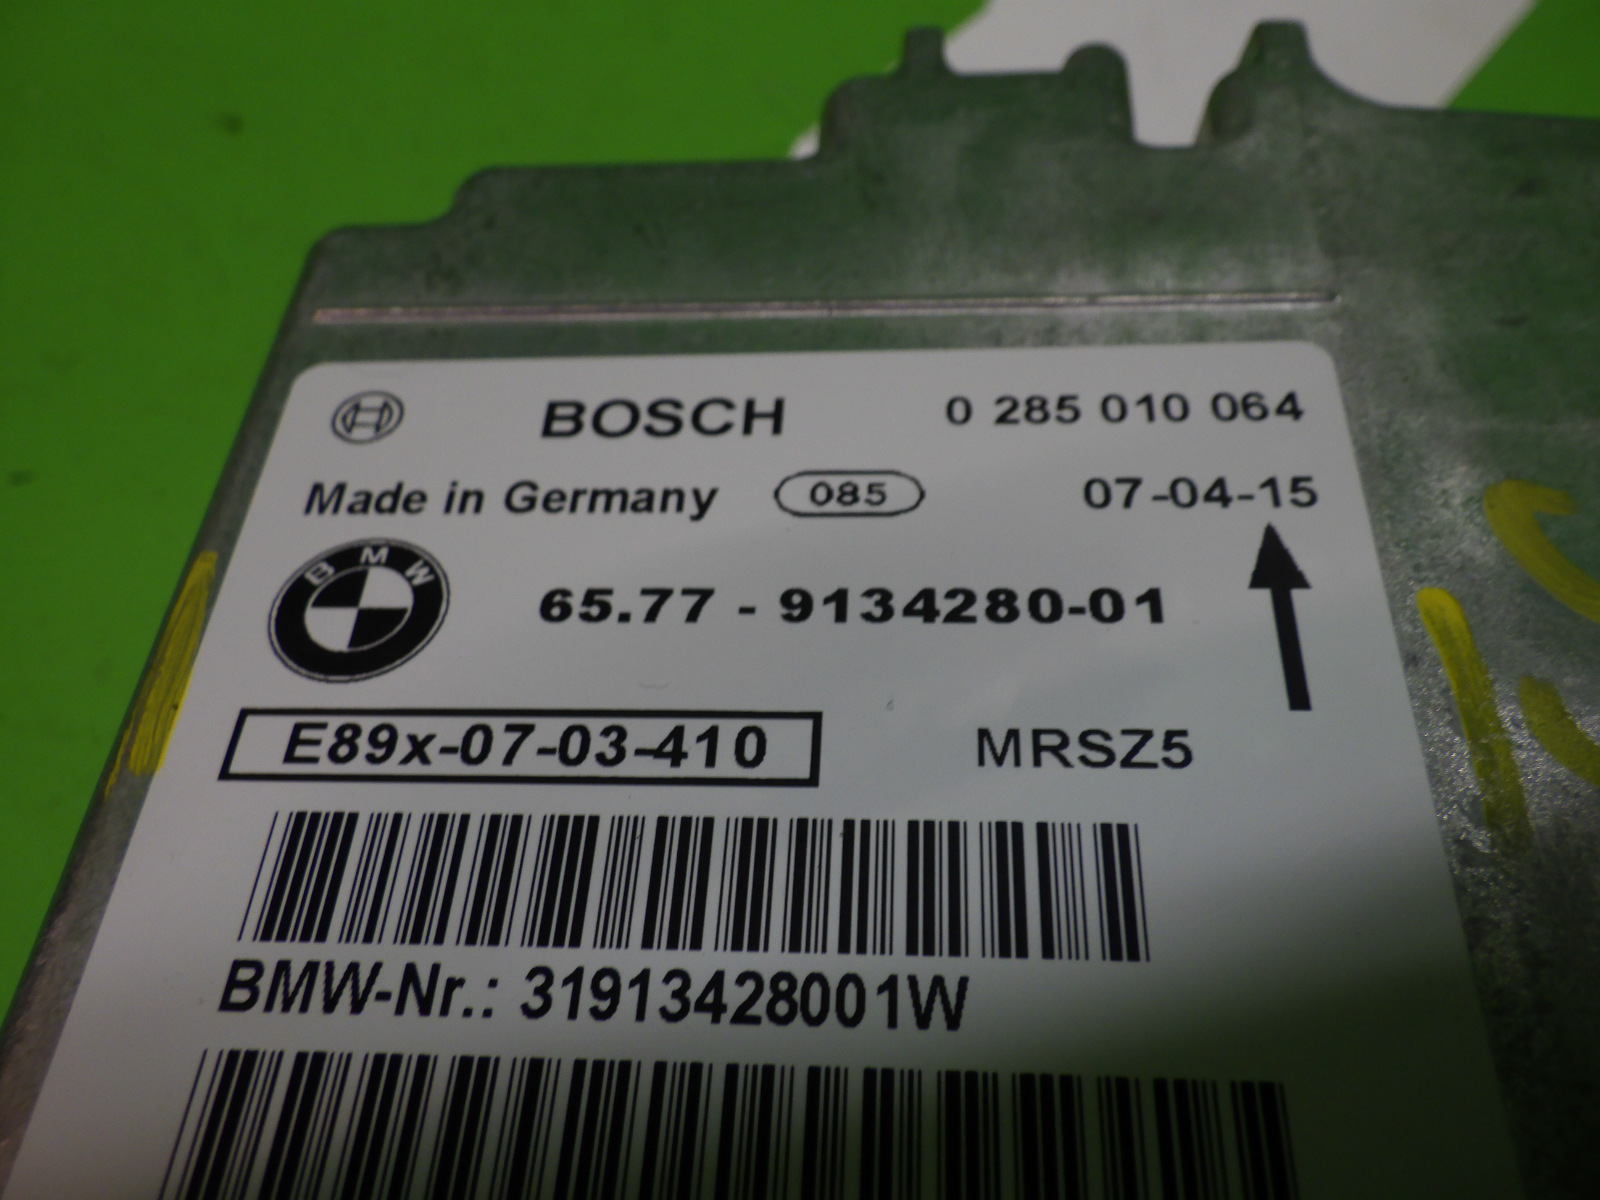 BOSCH 0 285 010 064
Made in Germany 085 07-04-15
BMW 65.77 - 9134280-01
E89x-07-03-410 MRSZ5
BMW-Nr.: 31913428001W